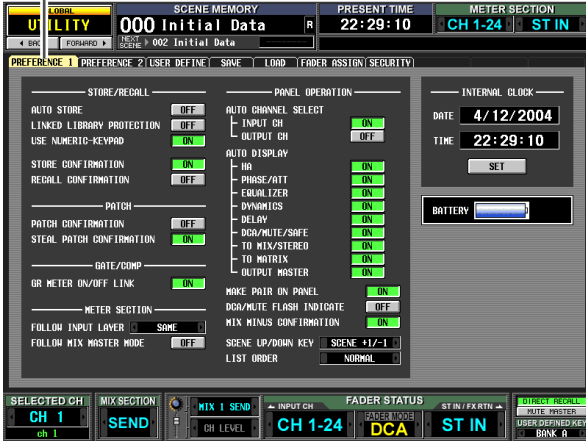 GLOBAL
UTILITY
BACK
FORWARD
SCENE MEMORY
000 Initial Data R
NEXT SCENE 002 Initial Data
PRESENT TIME
22:29:10
METER SECTION
CH 1-24 ST IN
PREFERENCE 1 PREFERENCE 2 USER DEFINE SAVE LOAD FADER ASSIGN SECURITY
STORE/RECALL
AUTO STORE OFF
LINKED LIBRARY PROTECTION OFF
USE NUMERIC-KEYPAD ON
STORE CONFIRMATION ON
RECALL CONFIRMATION OFF
PATCH
PATCH CONFIRMATION OFF
STEAL PATCH CONFIRMATION ON
GATE/COMP
GR METER ON/OFF LINK ON
METER SECTION
FOLLOW INPUT LAYER SAME
FOLLOW MIX MASTER MODE OFF
PANEL OPERATION
AUTO CHANNEL SELECT
INPUT CH ON
OUTPUT CH OFF
AUTO DISPLAY
HA ON
PHASE/ATT ON
EQUALIZER ON
DYNAMICS ON
DELAY ON
DCA/MUTE/SAFE ON
TO MIX/STEREO ON
TO MATRIX ON
OUTPUT MASTER ON
MAKE PAIR ON PANEL ON
DCA/MUTE FLASH INDICATE OFF
MIX MINUS CONFIRMATION ON
SCENE UP/DOWN KEY SCENE +1/-1
LIST ORDER NORMAL
INTERNAL CLOCK
DATE 4/12/2004
TIME 22:29:10
SET
BATTERY
SELECTED CH
CH 1
ch 1
MIX SECTION
SEND
MIX 1 SEND
CH LEVEL
FADER STATUS
INPUT CH
CH 1-24
FADER MODE
DCA
ST IN/FX RTN
ST IN
DIRECT RECALL
MUTE MASTER
USER DEFINED KEY
BANK A